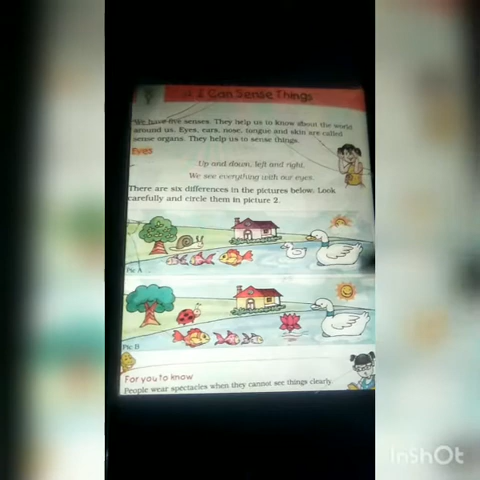 I Can Sense Things
We have five senses. They help us to know about the world
around us. Eyes, ears, nose, tongue and skin are called
sense organs. They help us to sense things.
Eyes
Up and down, left and right.
We see everything with our eyes.
There are six differences in the pictures below. Look
carefully and circle them in picture 2.
Pic A
Pic B
For you to know
People wear spectacles when they cannot see things clearly
InShOt